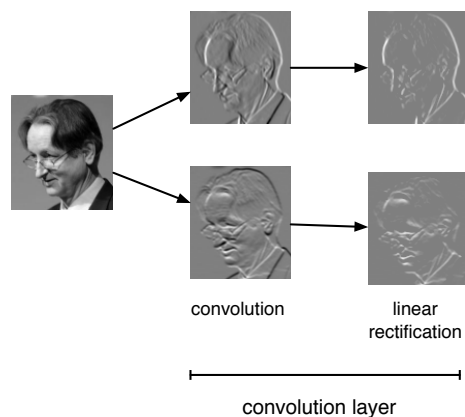 convolution
linear
rectification
convolution layer